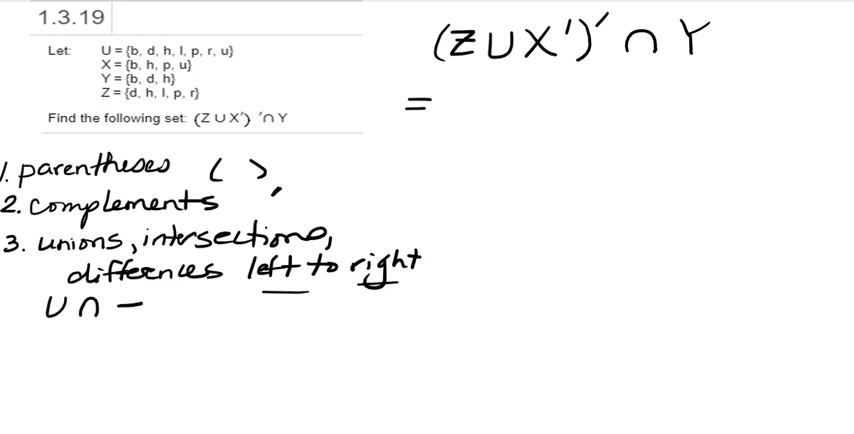 1.3.19
Let: U = {b, d, h, l, p, r, u}
X = {b, h, p, u}
Y = {b, d, h}
Z = {d, h, l, p, r}
Find the following set: (Z ∪ X′) ′∩ Y
(Z ∪ X′)′ ∩ Y
=
1. parentheses ( )
2. complements ′
3. unions, intersections,
differences left to right
∪ ∩ −